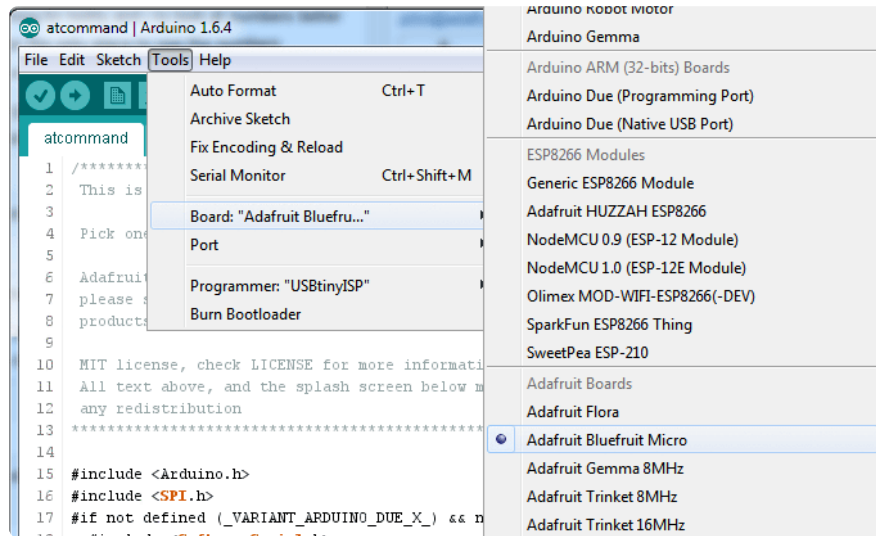 atcommand | Arduino 1.6.4
File Edit Sketch Tools Help
atcommand
Auto Format Ctrl+T
Archive Sketch
Fix Encoding & Reload
Serial Monitor Ctrl+Shift+M
Board: "Adafruit Bluefru..."
Port
Programmer: "USBtinyISP"
Burn Bootloader
1 /********
2 This is
3
4 Pick one
5
6 Adafruit
7 please
8 products
9
10 MIT license, check LICENSE for more informati
11 All text above, and the splash screen below m
12 any redistribution
13 *************************************************
14
15 #include <Arduino.h>
16 #include <SPI.h>
17 #if not defined (_VARIANT_ARDUINO_DUE_X_) && n
Arduino Robot Motor
Arduino Gemma
Arduino ARM (32-bits) Boards
Arduino Due (Programming Port)
Arduino Due (Native USB Port)
ESP8266 Modules
Generic ESP8266 Module
Adafruit HUZZAH ESP8266
NodeMCU 0.9 (ESP-12 Module)
NodeMCU 1.0 (ESP-12E Module)
Olimex MOD-WIFI-ESP8266(-DEV)
SparkFun ESP8266 Thing
SweetPea ESP-210
Adafruit Boards
Adafruit Flora
Adafruit Bluefruit Micro
Adafruit Gemma 8MHz
Adafruit Trinket 8MHz
Adafruit Trinket 16MHz